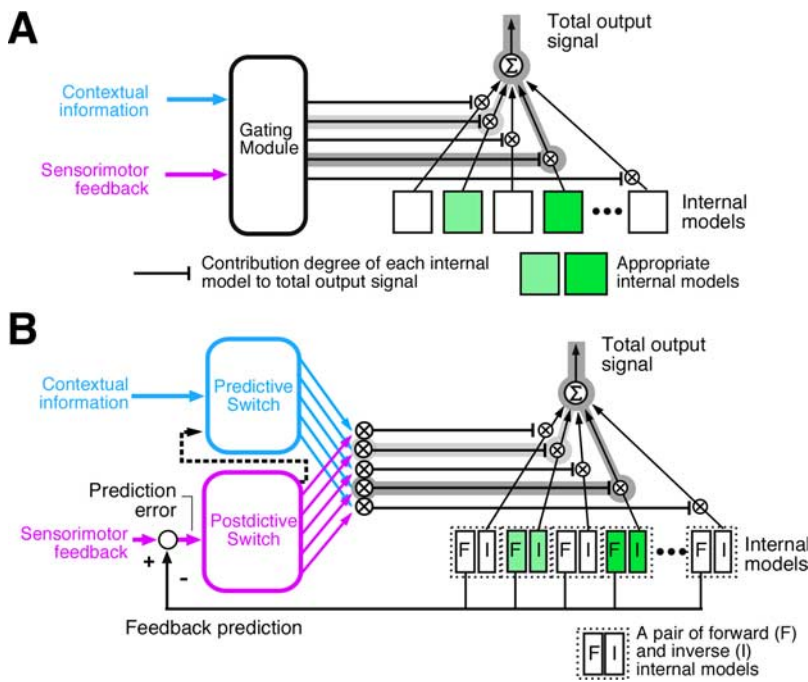 A
Total output
signal
Σ
Contextual
information
Gating
Module
Sensorimotor
feedback
Internal
models
Contribution degree of each internal
model to total output signal
Appropriate
internal models
B
Total output
signal
Σ
Contextual
information
Predictive
Switch
Prediction
error
Postdictive
Switch
Sensorimotor
feedback
+
-
F I F I F I F I F I
Internal
models
Feedback prediction
F I
A pair of forward (F)
and inverse (I)
internal models